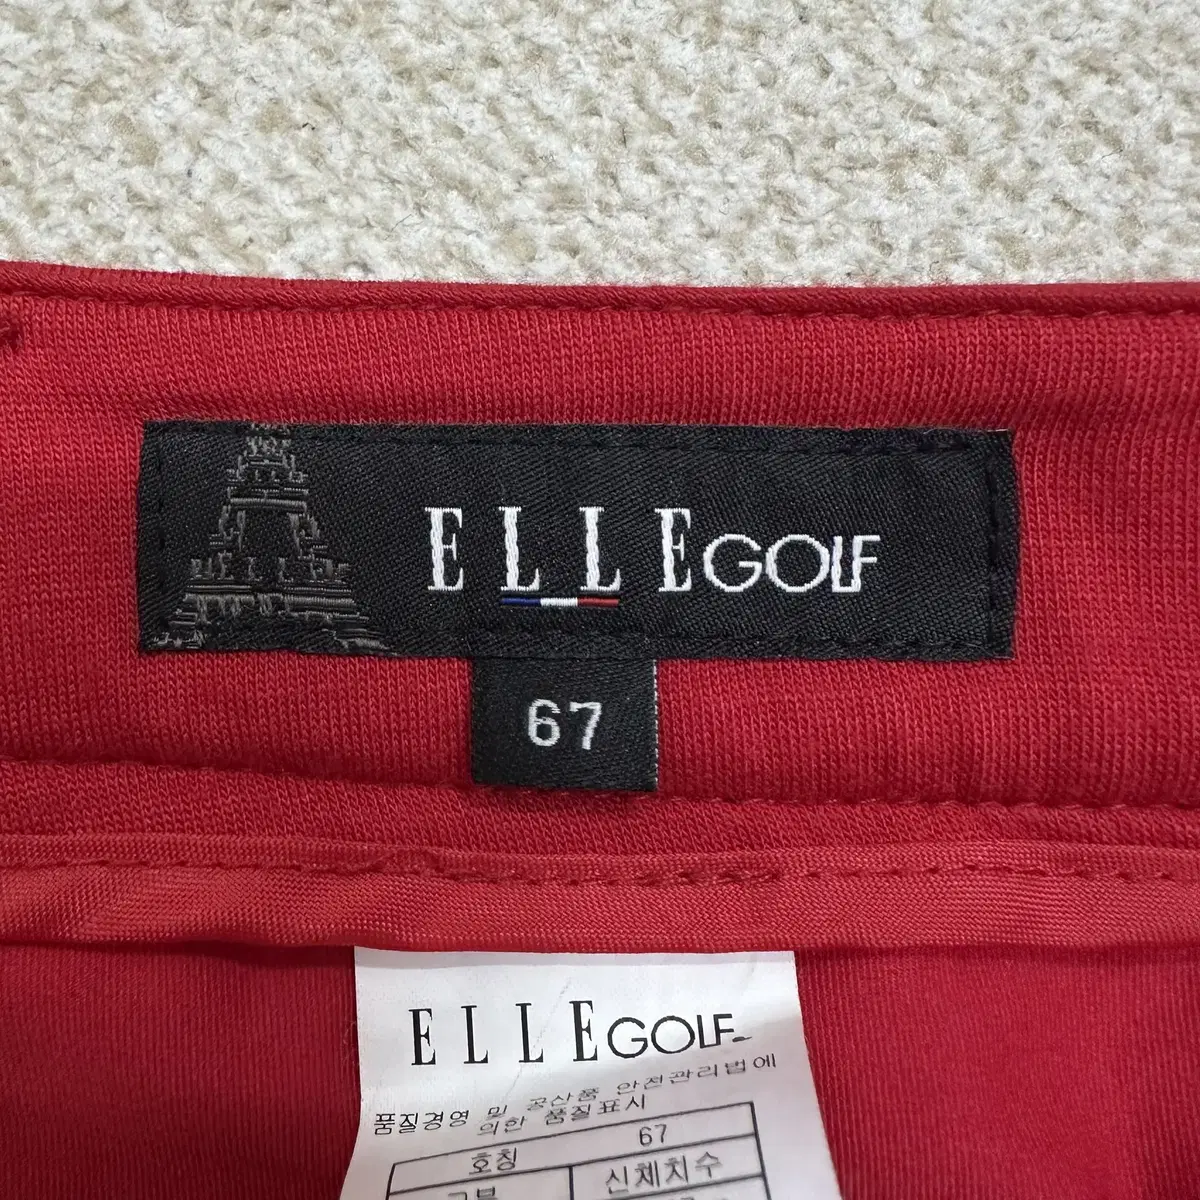 ELLE GOLF
67
ELLE GOLF
품질경영 및 공산품 안전관리법에
의한 품질표시
호칭 67
신체치수